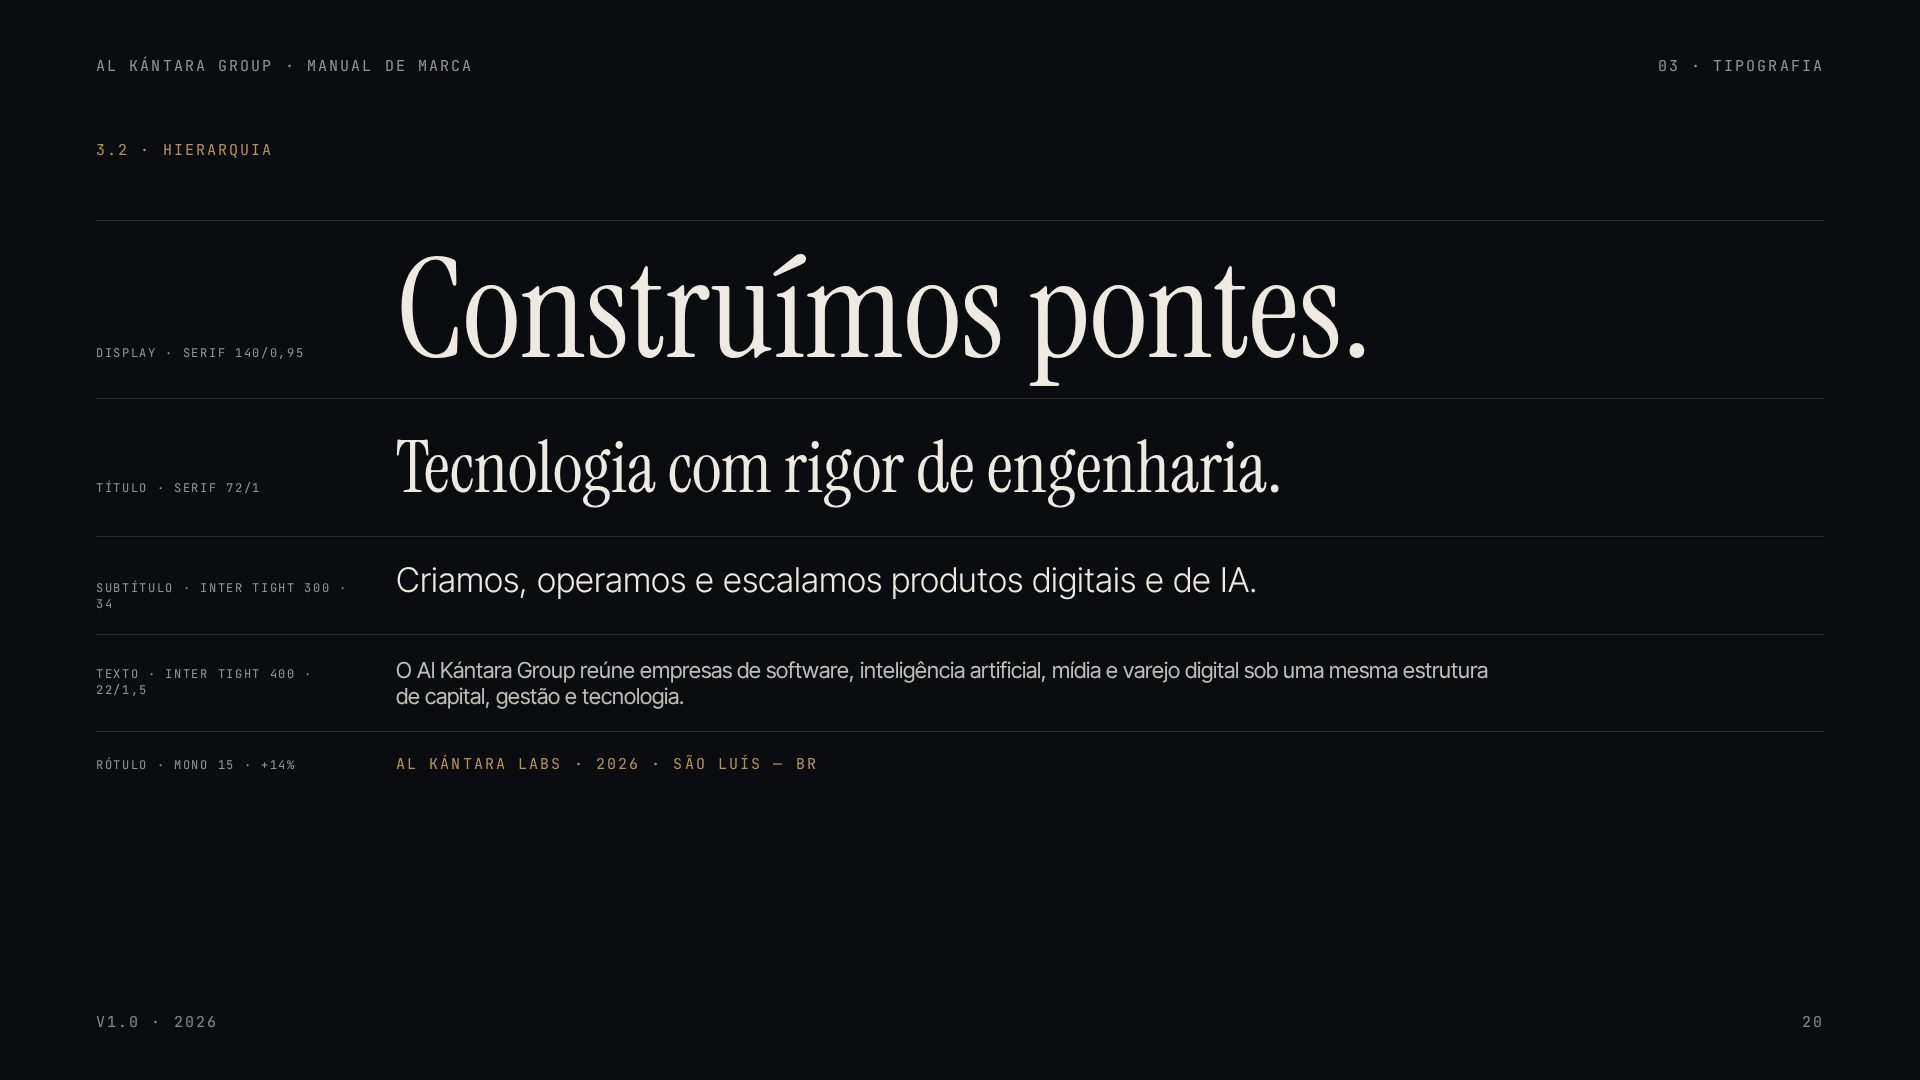 AL KÁNTARA GROUP · MANUAL DE MARCA
03 · TIPOGRAFIA
3.2 · HIERARQUIA
DISPLAY · SERIF 140/0,95
Construímos pontes.
TÍTULO · SERIF 72/1
Tecnologia com rigor de engenharia.
SUBTÍTULO · INTER TIGHT 300 ·
34
Criamos, operamos e escalamos produtos digitais e de IA.
TEXTO · INTER TIGHT 400 ·
22/1,5
O Al Kántara Group reúne empresas de software, inteligência artificial, mídia e varejo digital sob uma mesma estrutura
de capital, gestão e tecnologia.
RÓTULO · MONO 15 · +14%
AL KÁNTARA LABS · 2026 · SÃO LUÍS — BR
V1.0 · 2026
20